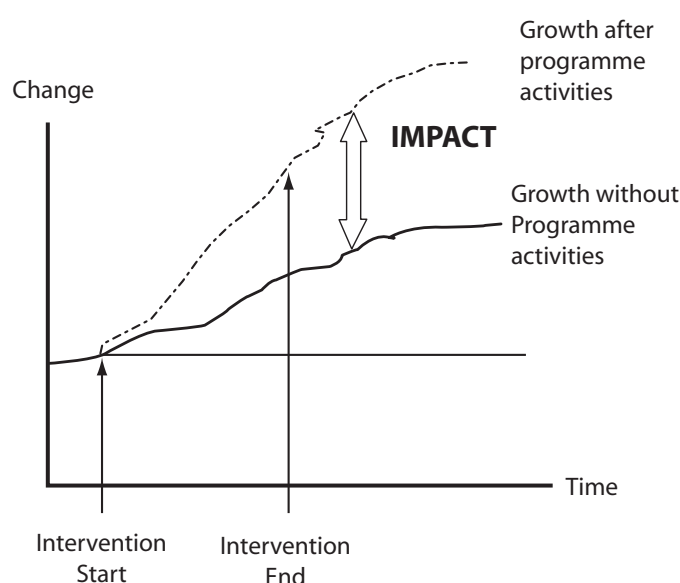 Growth after
programme
activities
Change
IMPACT
Growth without
Programme
activities
Time
Intervention
Start
Intervention
End